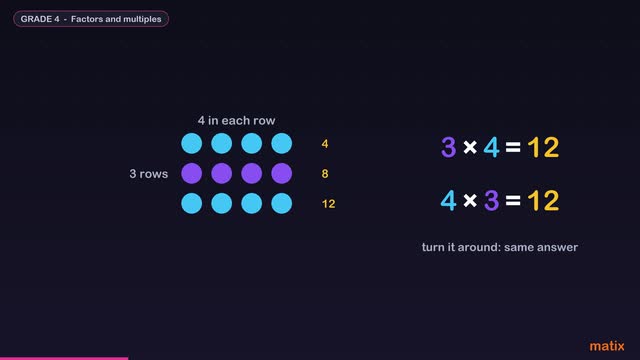 GRADE 4 - Factors and multiples
4 in each row
4
3 rows
8
12
3 × 4 = 12
4 × 3 = 12
turn it around: same answer
matix